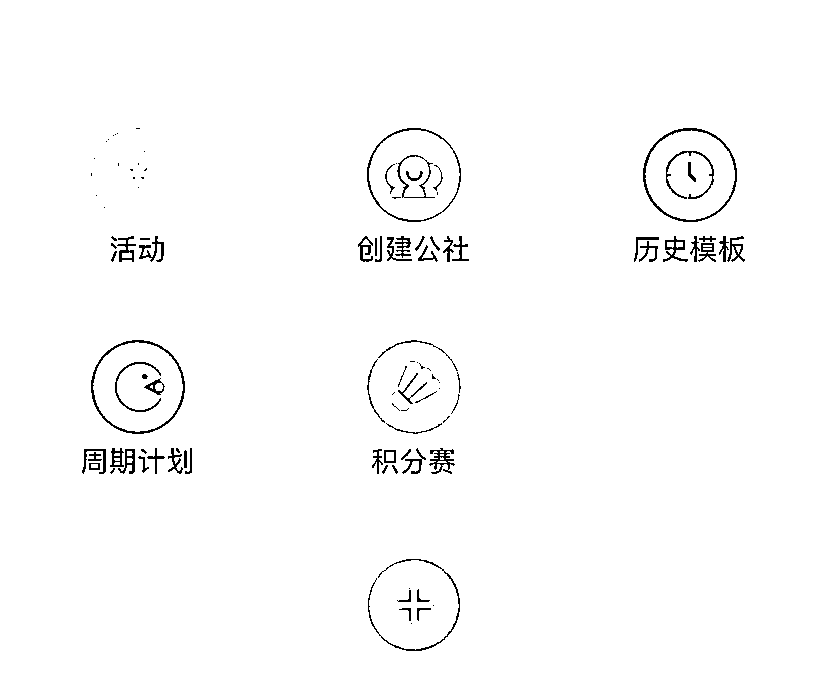 活动
创建公社
历史模板
周期计划
积分赛